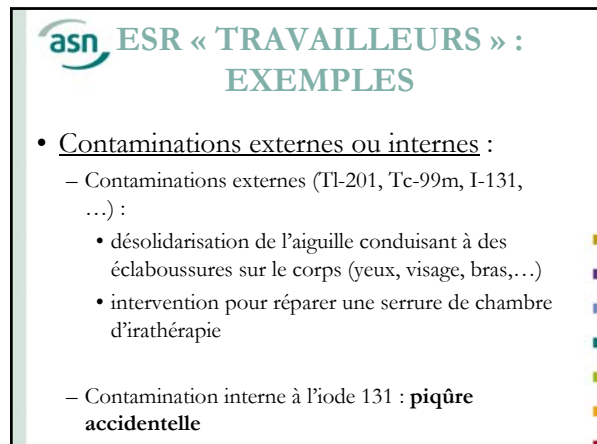 asn ESR « TRAVAILLEURS » :
EXEMPLES
• Contaminations externes ou internes :
– Contaminations externes (Tl-201, Tc-99m, I-131,
…) :
• désolidarisation de l’aiguille conduisant à des
éclaboussures sur le corps (yeux, visage, bras,…)
• intervention pour réparer une serrure de chambre
d’irathérapie
– Contamination interne à l’iode 131 : piqûre
accidentelle